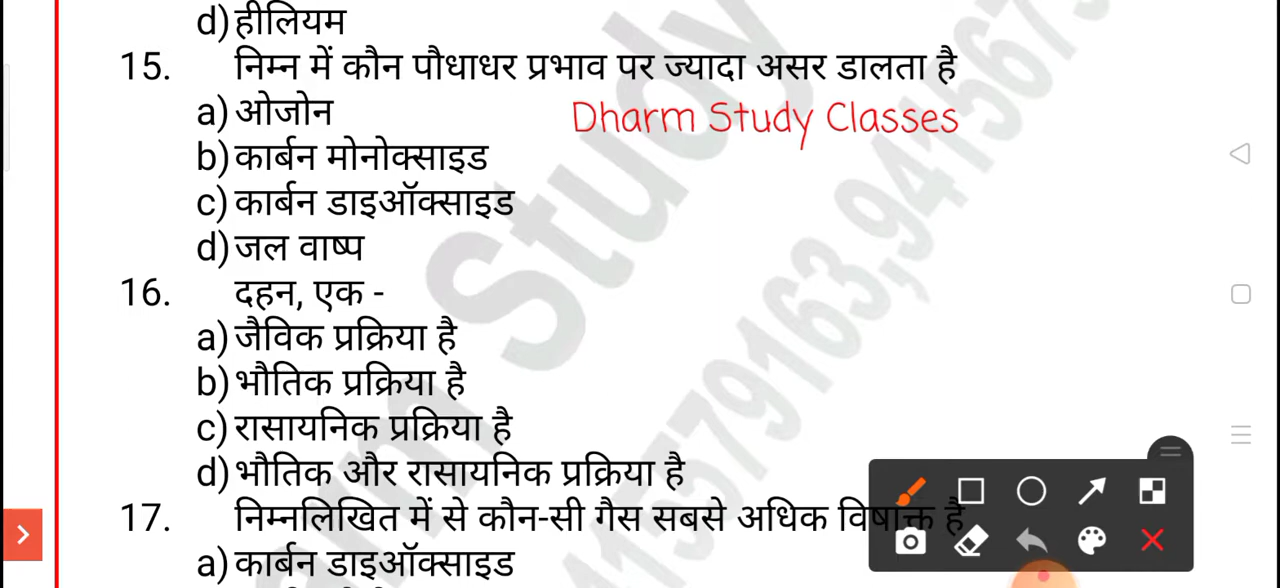 d) हीलियम
15. निम्न में कौन पौधाधर प्रभाव पर ज्यादा असर डालता है
a) ओजोन
Dharm Study Classes
b) कार्बन मोनोक्साइड
c) कार्बन डाइऑक्साइड
d) जल वाष्प
16. दहन, एक -
a) जैविक प्रक्रिया है
b) भौतिक प्रक्रिया है
c) रासायनिक प्रक्रिया है
d) भौतिक और रासायनिक प्रक्रिया है
17. निम्नलिखित में से कौन-सी गैस सबसे अधिक विषाक्त है
a) कार्बन डाइऑक्साइड